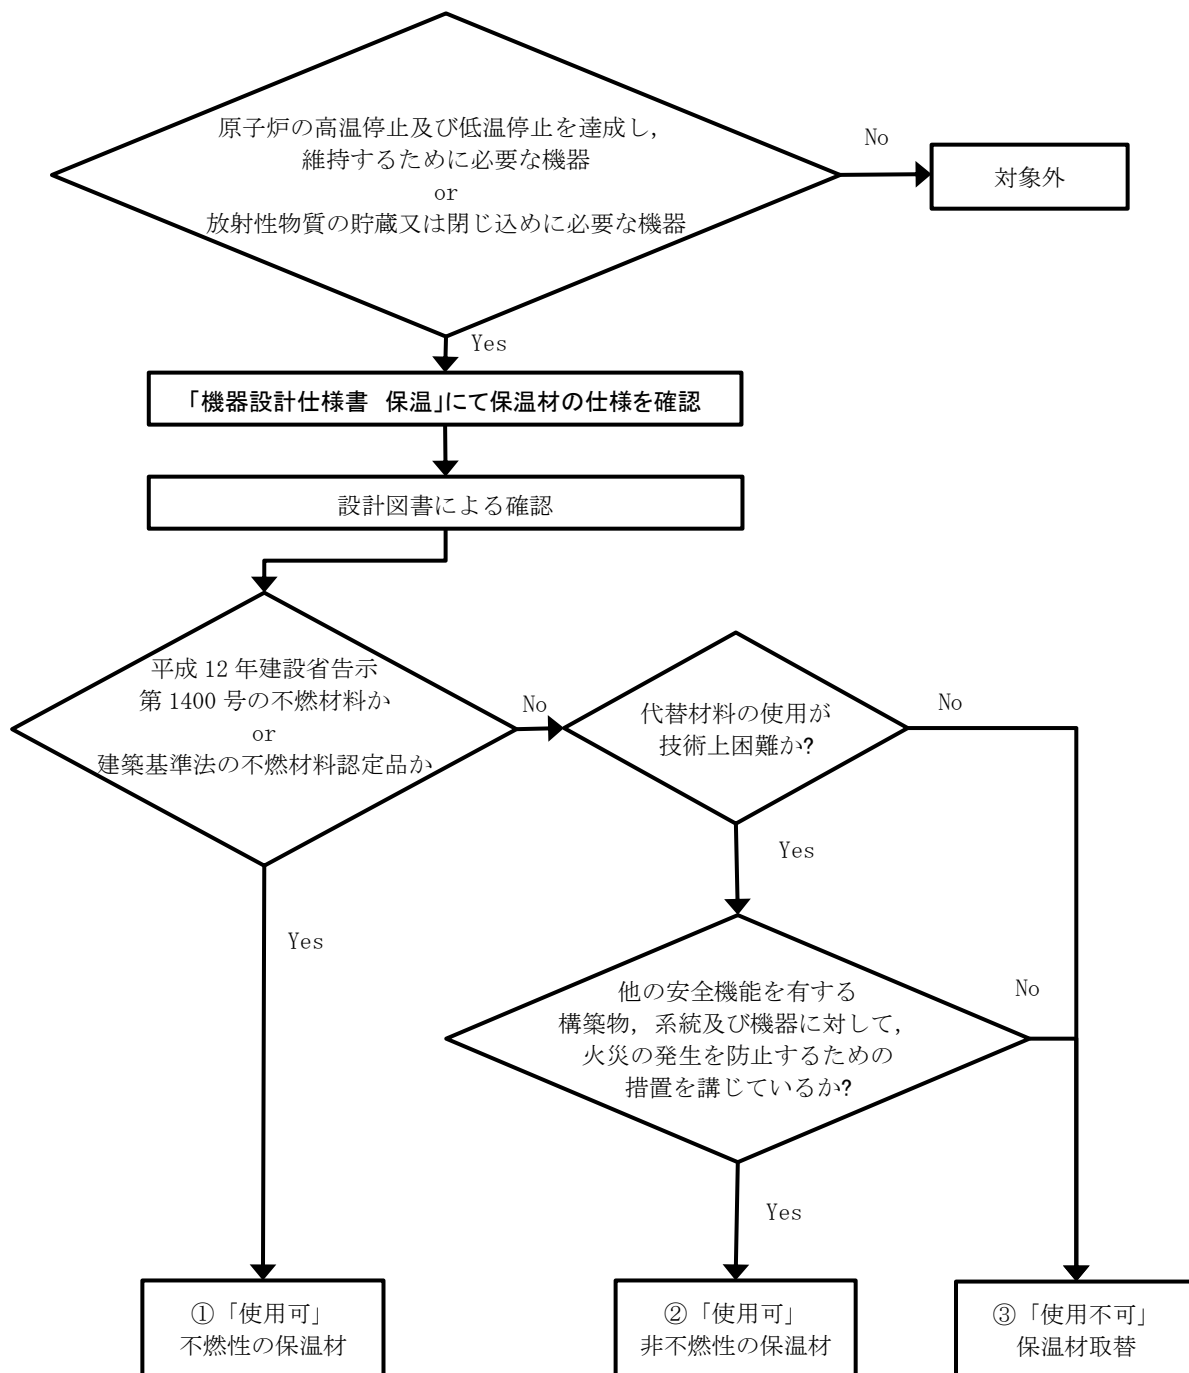 原子炉の高温停止及び低温停止を達成し，
維持するために必要な機器
or
放射性物質の貯蔵又は閉じ込めに必要な機器
No
対象外
Yes
「機器設計仕様書　保温」にて保温材の仕様を確認
設計図書による確認
平成 12 年建設省告示
第 1400 号の不燃材料か
or
建築基準法の不燃材料認定品か
No
代替材料の使用が
技術上困難か?
No
Yes
Yes
他の安全機能を有する
構築物，系統及び機器に対して，
火災の発生を防止するための
措置を講じているか?
No
Yes
①「使用可」
不燃性の保温材
②「使用可」
非不燃性の保温材
③「使用不可」
保温材取替